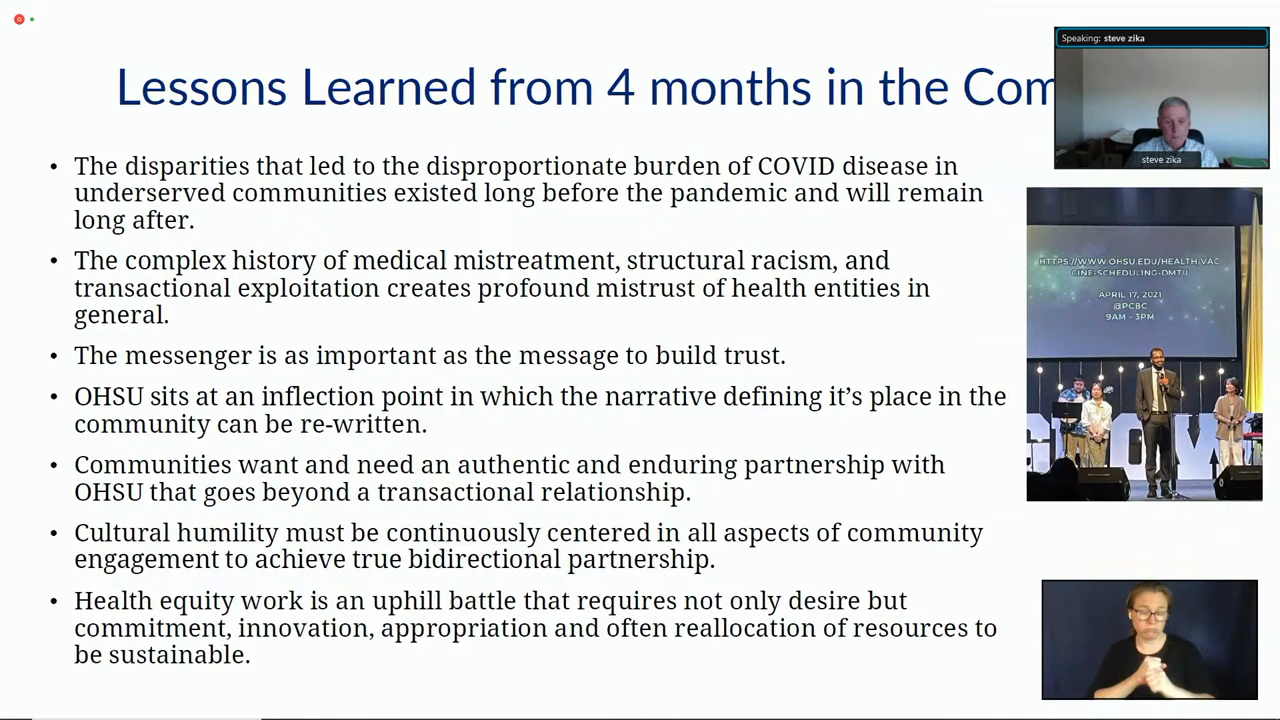 Speaking: steve zika
Lessons Learned from 4 months in the Com
steve zika
• The disparities that led to the disproportionate burden of COVID disease in
underserved communities existed long before the pandemic and will remain
long after.
• The complex history of medical mistreatment, structural racism, and
transactional exploitation creates profound mistrust of health entities in
general.
• The messenger is as important as the message to build trust.
• OHSU sits at an inflection point in which the narrative defining it’s place in the
community can be re-written.
• Communities want and need an authentic and enduring partnership with
OHSU that goes beyond a transactional relationship.
• Cultural humility must be continuously centered in all aspects of community
engagement to achieve true bidirectional partnership.
• Health equity work is an uphill battle that requires not only desire but
commitment, innovation, appropriation and often reallocation of resources to
be sustainable.
HTTPS://WWW.OHSU.EDU/HEALTH/VAC
CINE-SCHEDULING-DMTU
APRIL 17, 2021
@PCBC
9AM - 3PM